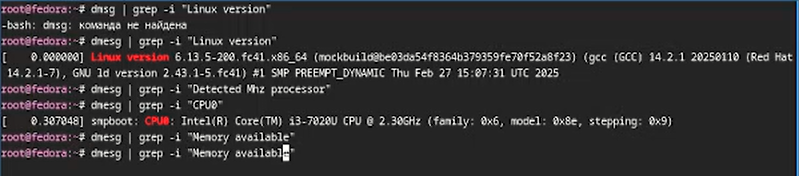 root@fedora:~# dmsg | grep -i "Linux version"
-bash: dmsg: команда не найдена
root@fedora:~# dmesg | grep -i "Linux version"
[    0.000000] Linux version 6.13.5-200.fc41.x86_64 (mockbuild@be03da54f8364b379359fe70f52a8f23) (gcc (GCC) 14.2.1 20250110 (Red Hat
14.2.1-7), GNU ld version 2.43.1-5.fc41) #1 SMP PREEMPT_DYNAMIC Thu Feb 27 15:07:31 UTC 2025
root@fedora:~# dmesg | grep -i "Detected Mhz processor"
root@fedora:~# dmesg | grep -i "CPU0"
[    0.307048] smpboot: CPU0: Intel(R) Core(TM) i3-7020U CPU @ 2.30GHz (family: 0x6, model: 0x8e, stepping: 0x9)
root@fedora:~# dmesg | grep -i "Memory available"
root@fedora:~# dmesg | grep -i "Memory available"